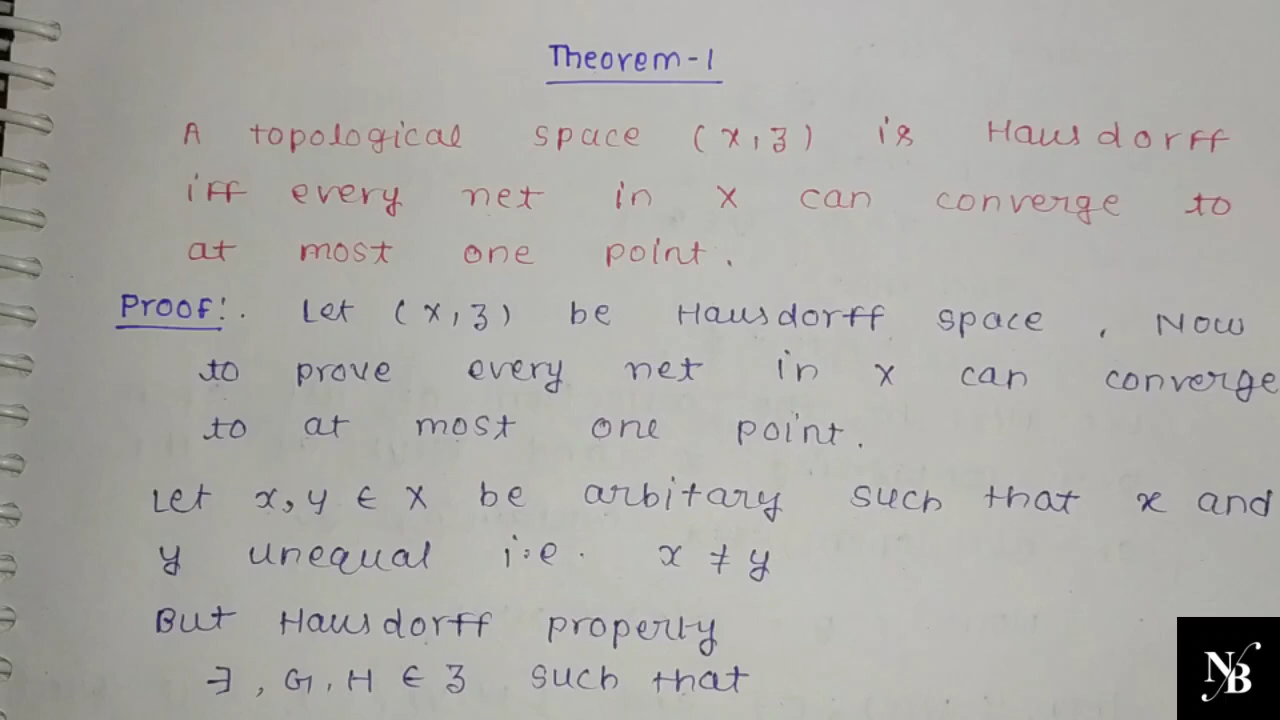 Theorem-1
A topological space (X,ℑ) is Hausdorff
iff every net in X can converge to
at most one point.
Proof:. Let (X,ℑ) be Hausdorff space. Now
to prove every net in X can converge
to at most one point.
Let x,y ∈ X be arbitary such that x and
y unequal i.e. x ≠ y
But Hausdorff property
∃, G, H ∈ ℑ such that
NB